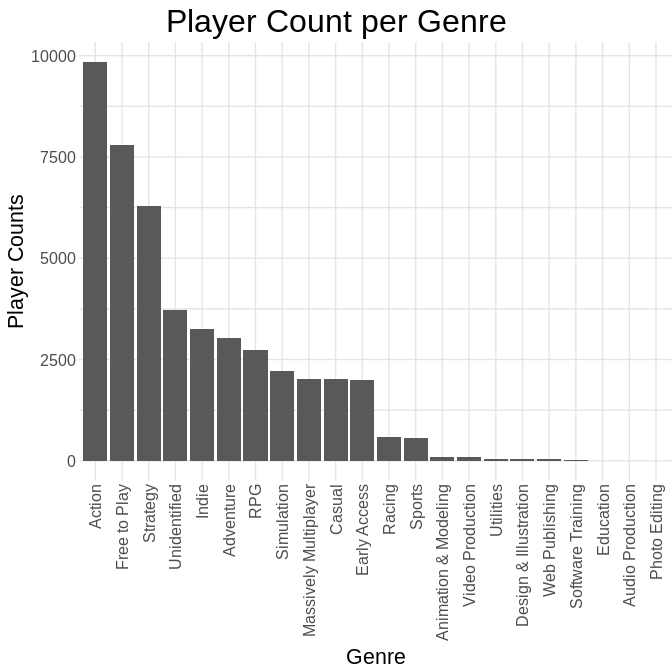 Player Count per Genre
Player Counts
10000
7500
5000
2500
0
Action
Free to Play
Strategy
Unidentified
Indie
Adventure
RPG
Simulation
Massively Multiplayer
Casual
Early Access
Racing
Sports
Animation & Modeling
Video Production
Utilities
Design & Illustration
Web Publishing
Software Training
Education
Audio Production
Photo Editing
Genre